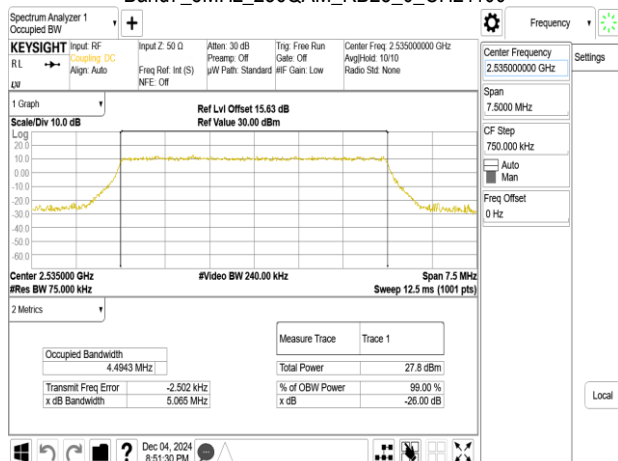 Spectrum Analyzer 1
Occupied BW
Frequency
KEYSIGHT Input: RF
Coupling: DC
Align: Auto
RL
Input Z: 50 Ω
Freq Ref: Int (S)
NFE: Off
Atten: 30 dB
Preamp: Off
µW Path: Standard
Trig: Free Run
Gate: Off
#IF Gain: Low
Center Freq: 2.535000000 GHz
Avg|Hold: 10/10
Radio Std: None
LXI
1 Graph
Ref Lvl Offset 15.63 dB
Scale/Div 10.0 dB
Ref Value 30.00 dBm
Log
20.0
10.0
0.00
-10.0
-20.0
-30.0
-40.0
-50.0
-60.0
Center 2.535000 GHz
#Video BW 240.00 kHz
Span 7.5 MHz
#Res BW 75.000 kHz
Sweep 12.5 ms (1001 pts)
2 Metrics
Measure Trace
Trace 1
Occupied Bandwidth
4.4943 MHz
Total Power
27.8 dBm
Transmit Freq Error
-2.502 kHz
% of OBW Power
99.00 %
x dB Bandwidth
5.065 MHz
x dB
-26.00 dB
Center Frequency
2.535000000 GHz
Settings
Span
7.5000 MHz
CF Step
750.000 kHz
Auto
Man
Freq Offset
0 Hz
Local
Dec 04, 2024
8:51:30 PM